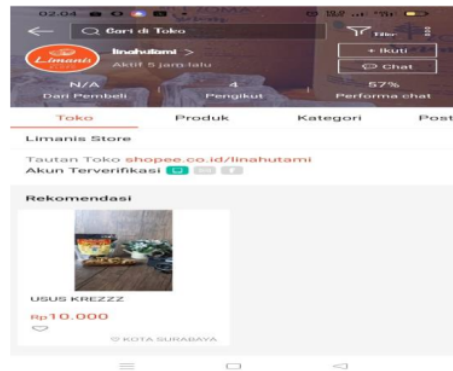 02.04
Cari di Toko
Filter
Limanis
linahutami >
Aktif 5 jam lalu
+ Ikuti
Chat
N/A
4
57%
Dari Pembeli
Pengikut
Performa chat
Toko
Produk
Kategori
Post
Limanis Store
Tautan Toko shopee.co.id/linahutami
Akun Terverifikasi
Rekomendasi
USUS KREZZZ
Rp10.000
KOTA SURABAYA